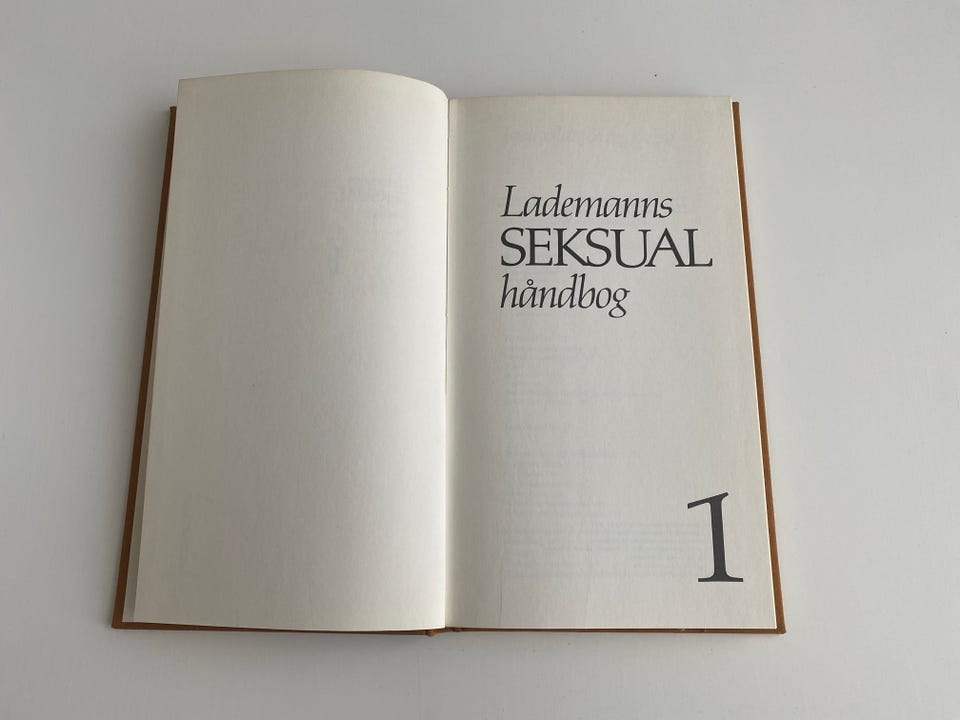 Lademanns
SEKSUAL
håndbog
1